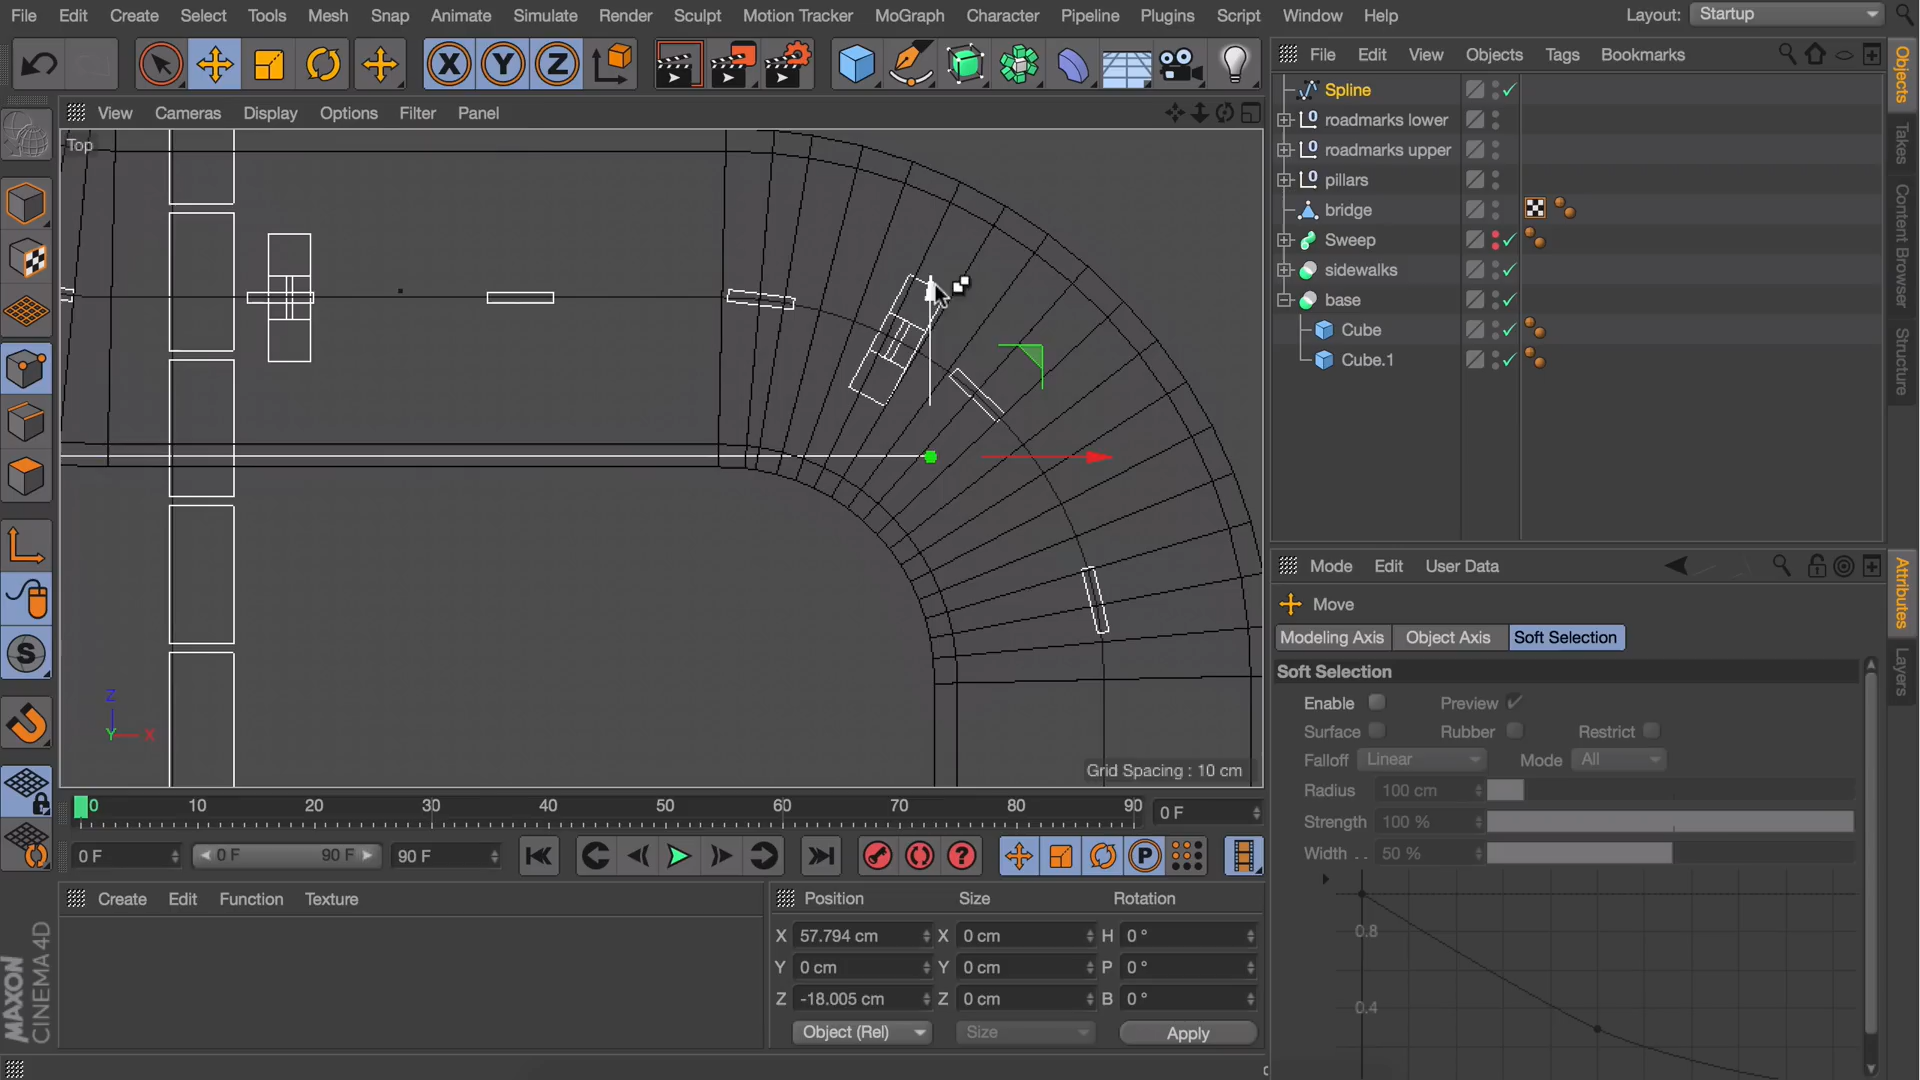 File Edit Create Select Tools Mesh Snap Animate Simulate Render Sculpt Motion Tracker MoGraph Character Pipeline Plugins Script Window Help Layout: Startup
X Y Z
File Edit View Objects Tags Bookmarks
View Cameras Display Options Filter Panel
Top
Spline
0 roadmarks lower
0 roadmarks upper
0 pillars
bridge
Sweep
sidewalks
base
Cube
Cube.1
Objects
Takes
Content Browser
Structure
Z
Y X
Grid Spacing : 10 cm
Mode Edit User Data
Move
Modeling Axis Object Axis Soft Selection
Soft Selection
Enable Preview
Surface Rubber Restrict
Falloff Linear Mode All
Radius 100 cm
Strength 100 %
Width . . 50 %
0.8
0.4
Attributes
Layers
S
0 10 20 30 40 50 60 70 80 90 0 F
0 F 0 F 90 F 90 F ? P
Create Edit Function Texture
Position Size Rotation
X 57.794 cm X 0 cm H 0 °
Y 0 cm Y 0 cm P 0 °
Z -18.005 cm Z 0 cm B 0 °
Object (Rel) Size Apply
MAXON
CINEMA 4D